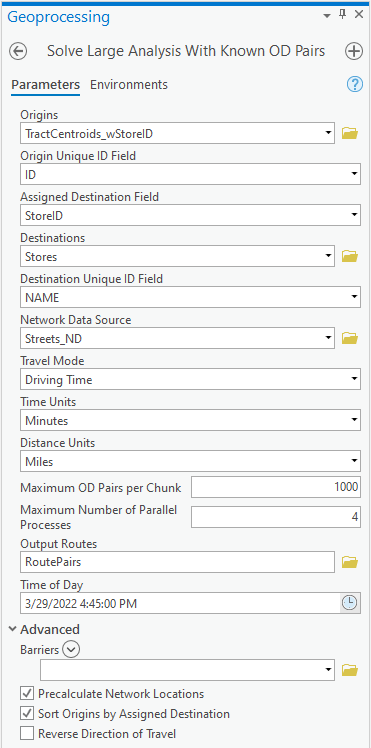 Geoprocessing
Solve Large Analysis With Known OD Pairs
Parameters Environments
Origins
TractCentroids_wStoreID
Origin Unique ID Field
ID
Assigned Destination Field
StoreID
Destinations
Stores
Destination Unique ID Field
NAME
Network Data Source
Streets_ND
Travel Mode
Driving Time
Time Units
Minutes
Distance Units
Miles
Maximum OD Pairs per Chunk 1000
Maximum Number of Parallel
Processes 4
Output Routes
RoutePairs
Time of Day
3/29/2022 4:45:00 PM
Advanced
Barriers
Precalculate Network Locations
Sort Origins by Assigned Destination
Reverse Direction of Travel